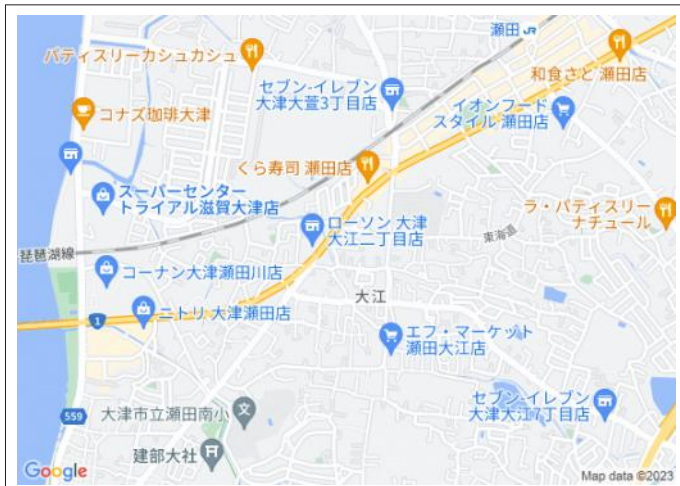 瀬田 JR
パティスリーカシュカシュ
和食さと 瀬田店
セブン-イレブン
大津大萱3丁目店
イオンフード
スタイル 瀬田店
コナズ珈琲大津
くら寿司 瀬田店
スーパーセンター
トライアル滋賀大津店
ラ・パティスリー
ナチュール
ローソン 大津
大江二丁目店
東海道
琵琶湖線
コーナン大津瀬田川店
大江
ニトリ 大津瀬田店
1
エフ・マーケット
瀬田大江店
セブン-イレブン
大津大江7丁目店
559
大津市立瀬田南小
建部大社
Google
Map data ©2023